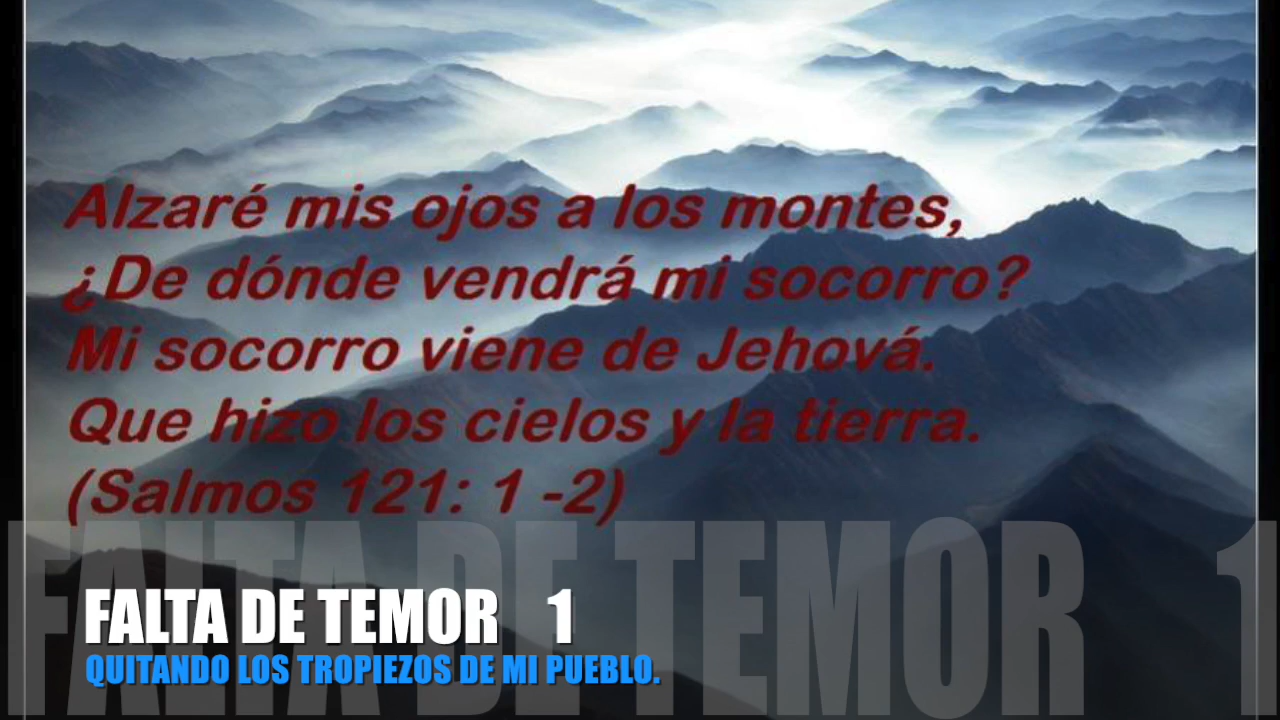 Alzaré mis ojos a los montes,
¿De dónde vendrá mi socorro?
Mi socorro viene de Jehová.
Que hizo los cielos y la tierra.
(Salmos 121: 1 -2)
FALTA DE TEMOR 1
FALTA DE TEMOR 1
QUITANDO LOS TROPIEZOS DE MI PUEBLO.